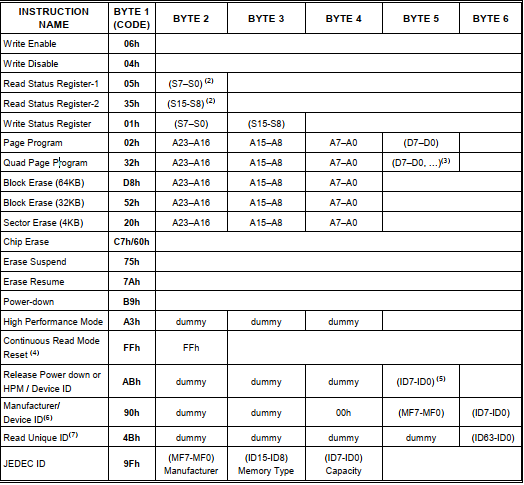 INSTRUCTION NAME BYTE 1 (CODE) BYTE 2 BYTE 3 BYTE 4 BYTE 5 BYTE 6
Write Enable 06h
Write Disable 04h
Read Status Register-1 05h (S7–S0) (2)
Read Status Register-2 35h (S15-S8) (2)
Write Status Register 01h (S7–S0) (S15-S8)
Page Program 02h A23–A16 A15–A8 A7–A0 (D7–D0)
Quad Page Program 32h A23–A16 A15–A8 A7–A0 (D7–D0, …)(3)
Block Erase (64KB) D8h A23–A16 A15–A8 A7–A0
Block Erase (32KB) 52h A23–A16 A15–A8 A7–A0
Sector Erase (4KB) 20h A23–A16 A15–A8 A7–A0
Chip Erase C7h/60h
Erase Suspend 75h
Erase Resume 7Ah
Power-down B9h
High Performance Mode A3h dummy dummy dummy
Continuous Read Mode Reset (4) FFh FFh
Release Power down or HPM / Device ID ABh dummy dummy dummy (ID7-ID0) (5)
Manufacturer/ Device ID(6) 90h dummy dummy 00h (MF7-MF0) (ID7-ID0)
Read Unique ID(7) 4Bh dummy dummy dummy dummy (ID63-ID0)
JEDEC ID 9Fh (MF7-MF0) Manufacturer (ID15-ID8) Memory Type (ID7-ID0) Capacity